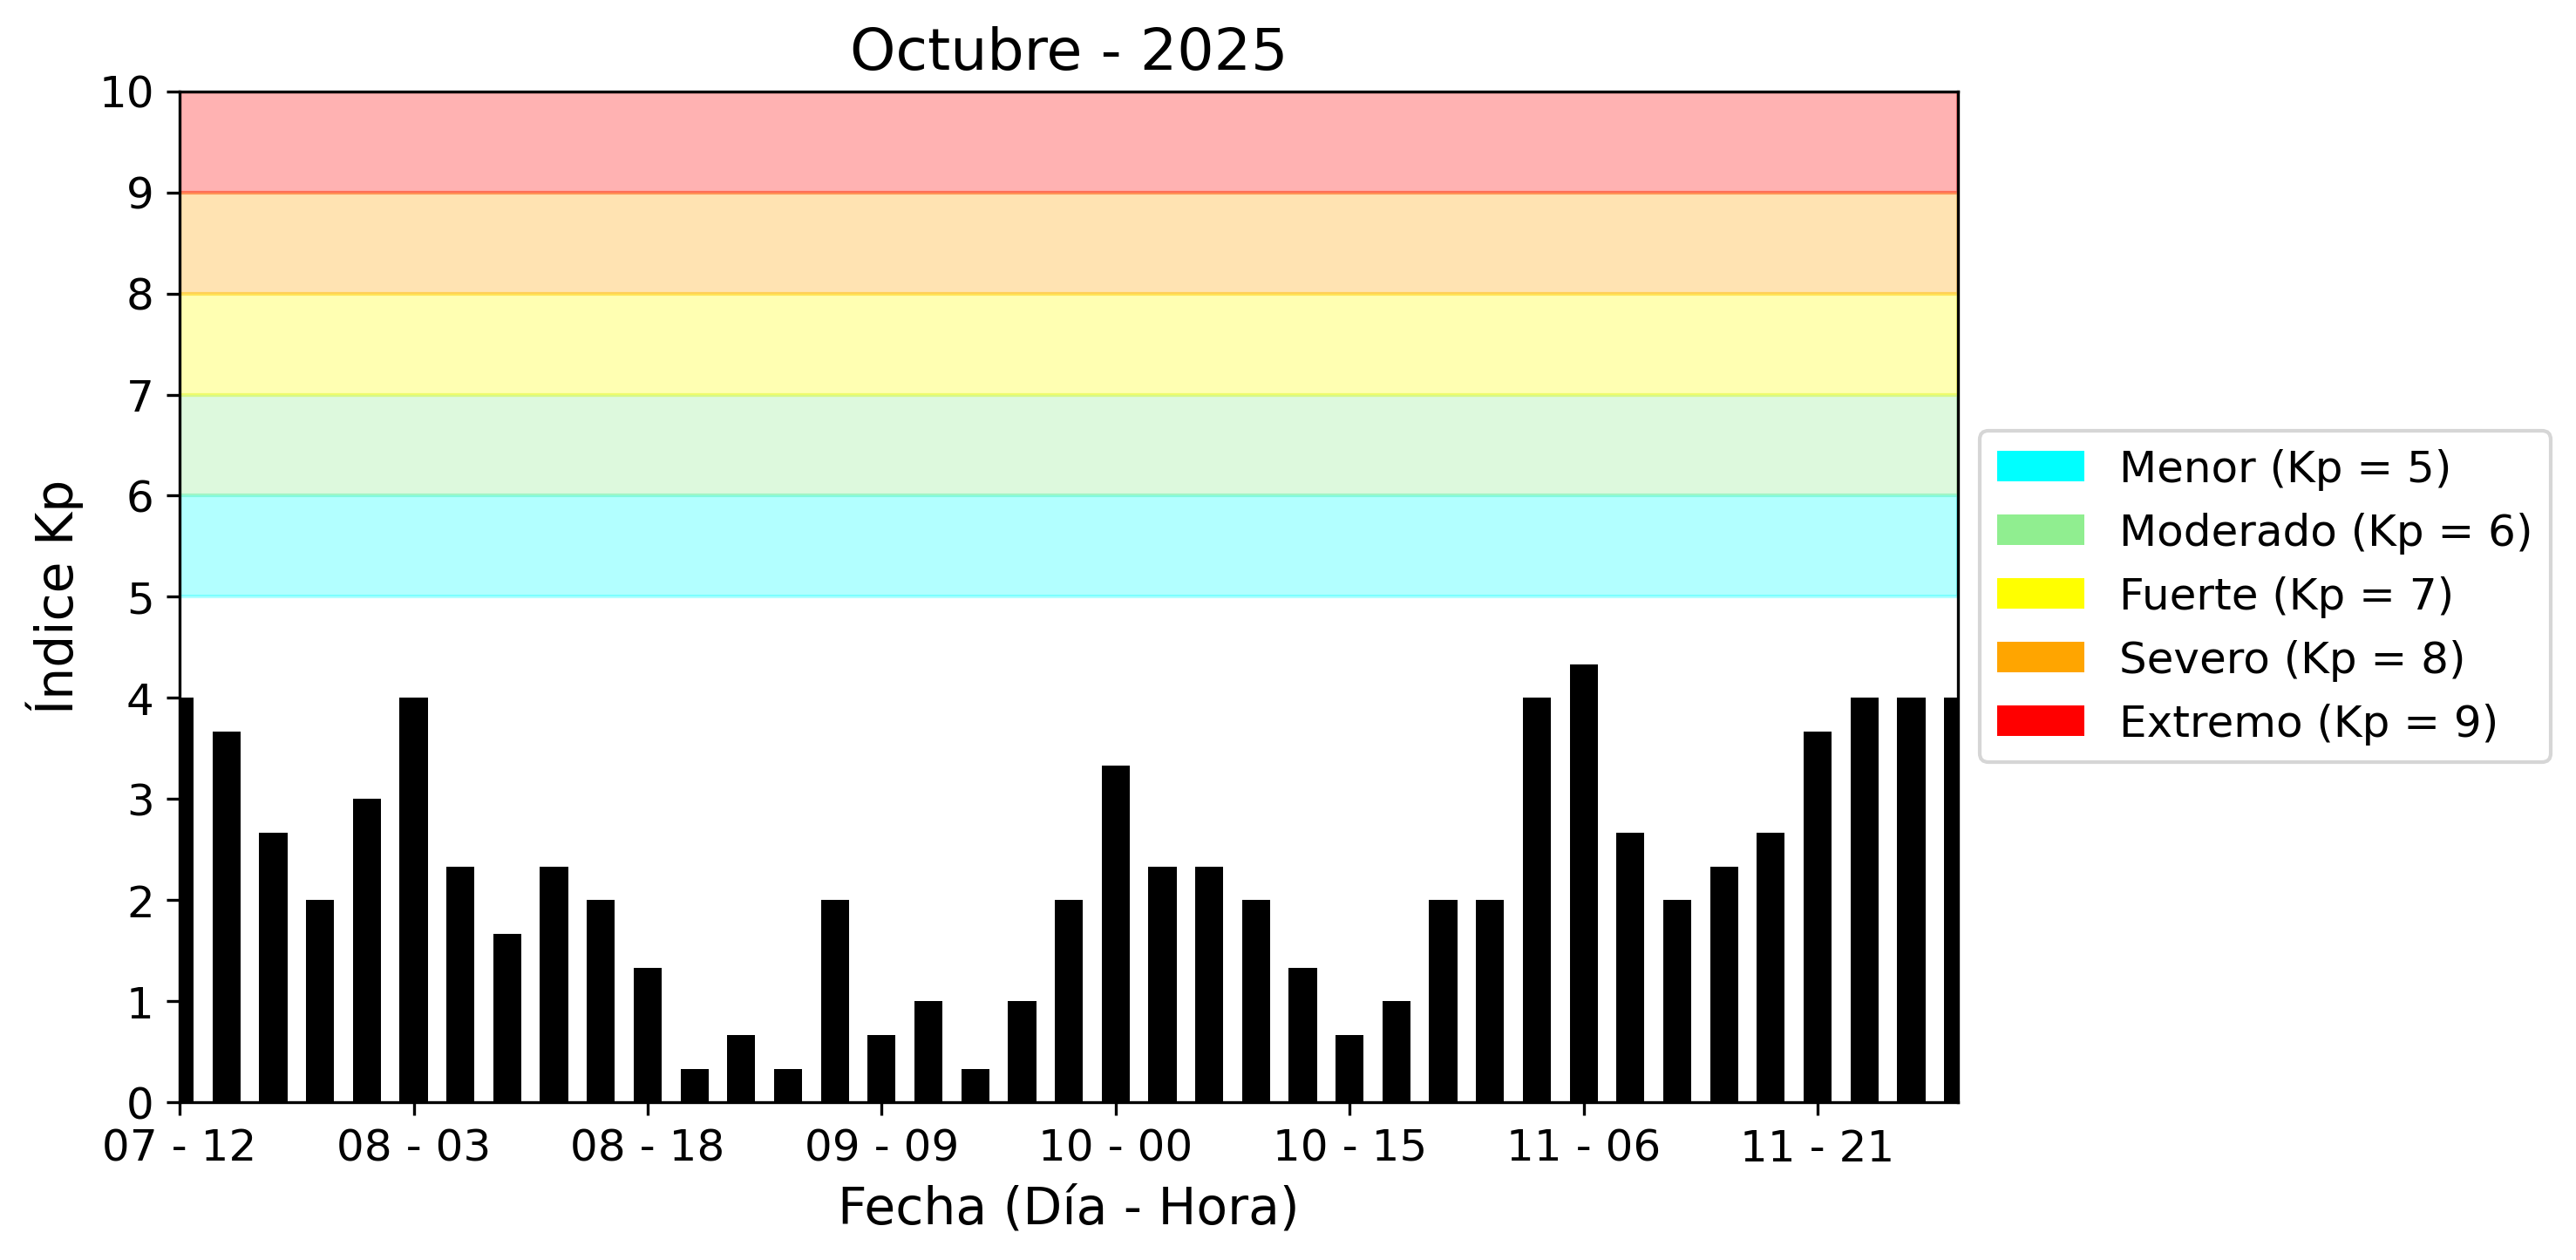 Octubre - 2025
10
9
8
7
6
5
4
3
2
1
0
Índice Kp
07 - 12
08 - 03
08 - 18
09 - 09
10 - 00
10 - 15
11 - 06
11 - 21
Fecha (Día - Hora)
Menor (Kp = 5)
Moderado (Kp = 6)
Fuerte (Kp = 7)
Severo (Kp = 8)
Extremo (Kp = 9)